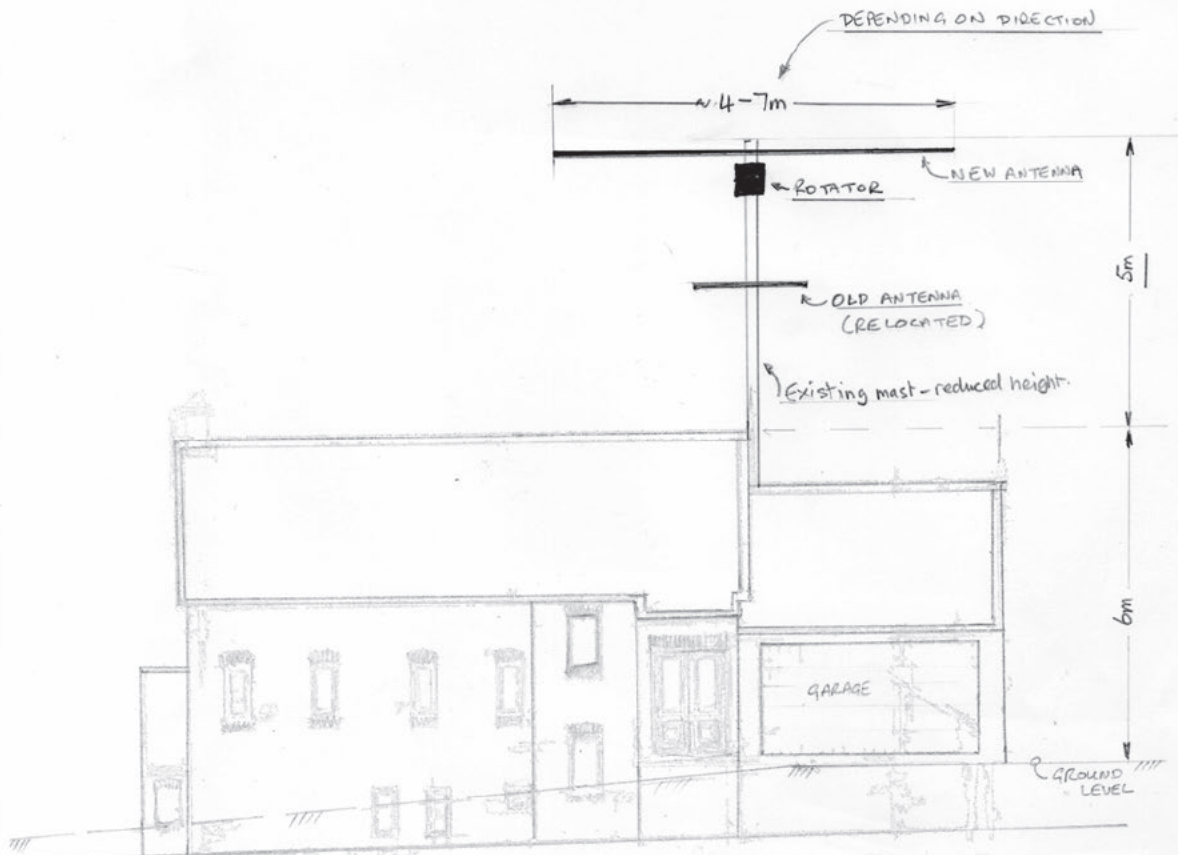 DEPENDING ON DIRECTION
~ 4-7m
NEW ANTENNA
ROTATOR
5m
OLD ANTENNA
(RELOCATED)
Existing mast-reduced height.
6m
GARAGE
GROUND
LEVEL